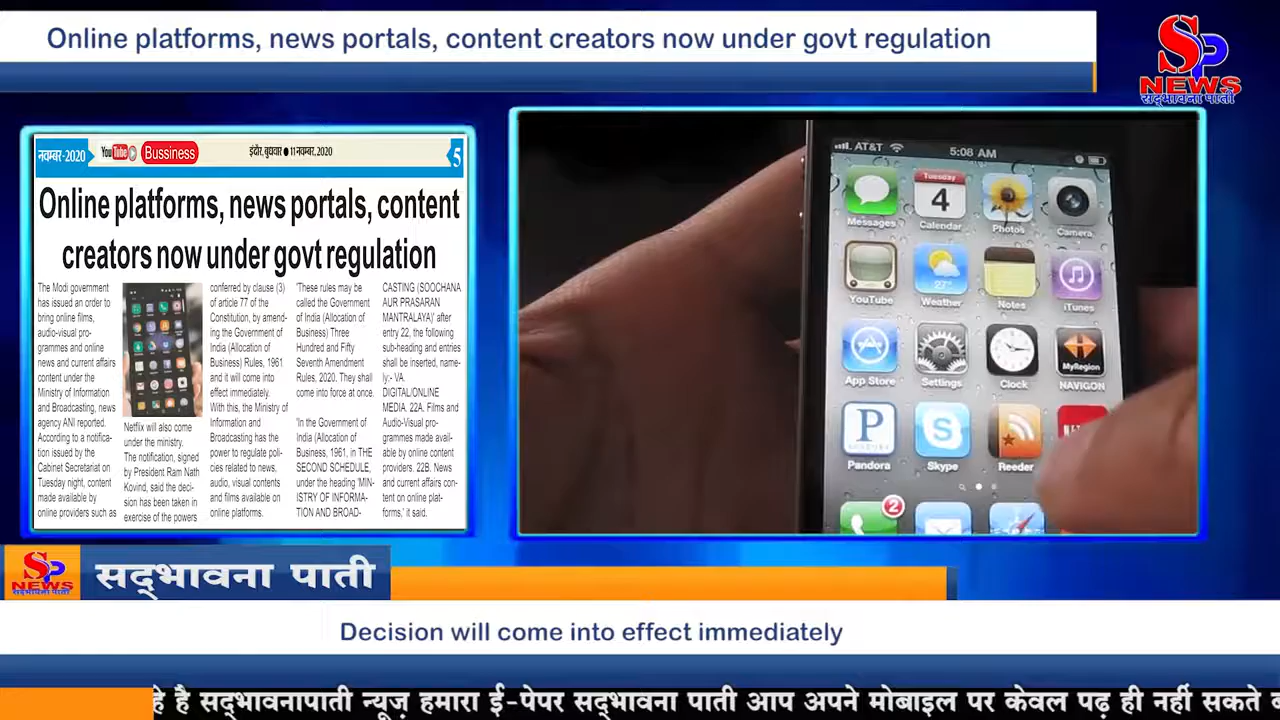 Online platforms, news portals, content creators now under govt regulation
SP
NEWS
सद्भावना पाती
नवम्बर-2020
YouTube
Bussiness
इंदौर, बुधवार ● 11 नवम्बर, 2020
5
Online platforms, news portals, content
creators now under govt regulation
The Modi government
has issued an order to
bring online films,
audio-visual pro-
grammes and online
news and current affairs
content under the
Ministry of Information
and Broadcasting, news
agency ANI reported.
According to a notifica-
tion issued by the
Cabinet Secretariat on
Tuesday night, content
made available by
online providers such as
Netflix will also come
under the ministry.
The notification, signed
by President Ram Nath
Kovind, said the deci-
sion has been taken in
exercise of the powers
conferred by clause (3)
of article 77 of the
Constitution, by amend-
ing the Government of
India (Allocation of
Business) Rules, 1961
and it will come into
effect immediately.
With this, the Ministry of
Information and
Broadcasting has the
power to regulate poli-
cies related to news,
audio, visual contents
and films available on
online platforms.
'These rules may be
called the Government
of India (Allocation of
Business) Three
Hundred and Fifty
Seventh Amendment
Rules, 2020. They shall
come into force at once.
'In the Government of
India (Allocation of
Business, 1961, in THE
SECOND SCHEDULE,
under the heading 'MIN-
ISTRY OF INFORMA-
TION AND BROAD-
CASTING (SOOCHANA
AUR PRASARAN
MANTRALAYA)' after
entry 22, the following
sub-heading and entries
shall be inserted, name-
ly:- VA.
DIGITAL/ONLINE
MEDIA. 22A. Films and
Audio-Visual pro-
grammes made avail-
able by online content
providers. 22B. News
and current affairs con-
tent on online plat-
forms,' it said.
AT&T 5:08 AM
Tuesday
4
Messages Calendar Photos Camera
27°
YouTube Weather Notes iTunes
MyRegion
App Store Settings Clock NAVIGON
P
PANDORA
S
Pandora Skype Reeder
2
SP
NEWS
सद्भावना पाती
सद्भावना पाती
Decision will come into effect immediately
हे है सद्भावनापाती न्यूज़ हमारा ई-पेपर सद्भावना पाती आप अपने मोबाइल पर केवल पढ़ ही नहीं सकते